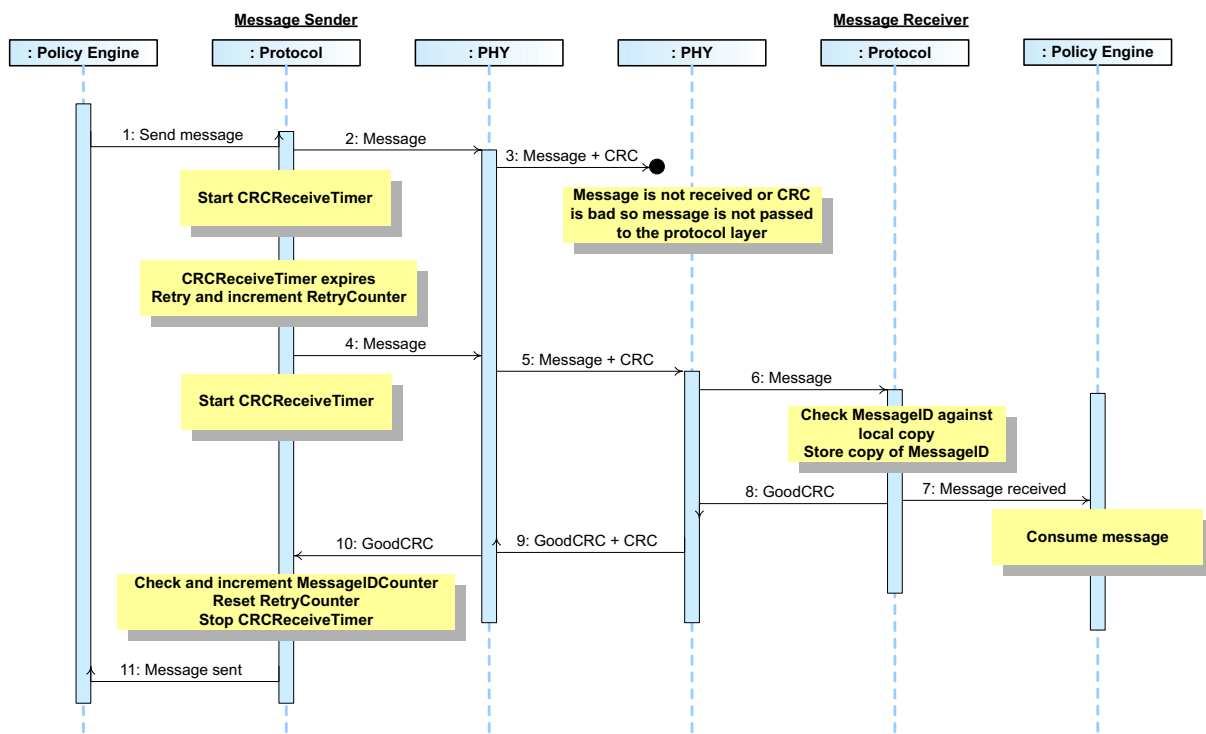 Message Sender
Message Receiver
: Policy Engine
: Protocol
: PHY
: PHY
: Protocol
: Policy Engine
1: Send message
2: Message
3: Message + CRC
Start CRCReceiveTimer
Message is not received or CRC
is bad so message is not passed
to the protocol layer
CRCReceiveTimer expires
Retry and increment RetryCounter
4: Message
5: Message + CRC
6: Message
Start CRCReceiveTimer
Check MessageID against
local copy
Store copy of MessageID
7: Message received
8: GoodCRC
Consume message
9: GoodCRC + CRC
10: GoodCRC
Check and increment MessageIDCounter
Reset RetryCounter
Stop CRCReceiveTimer
11: Message sent